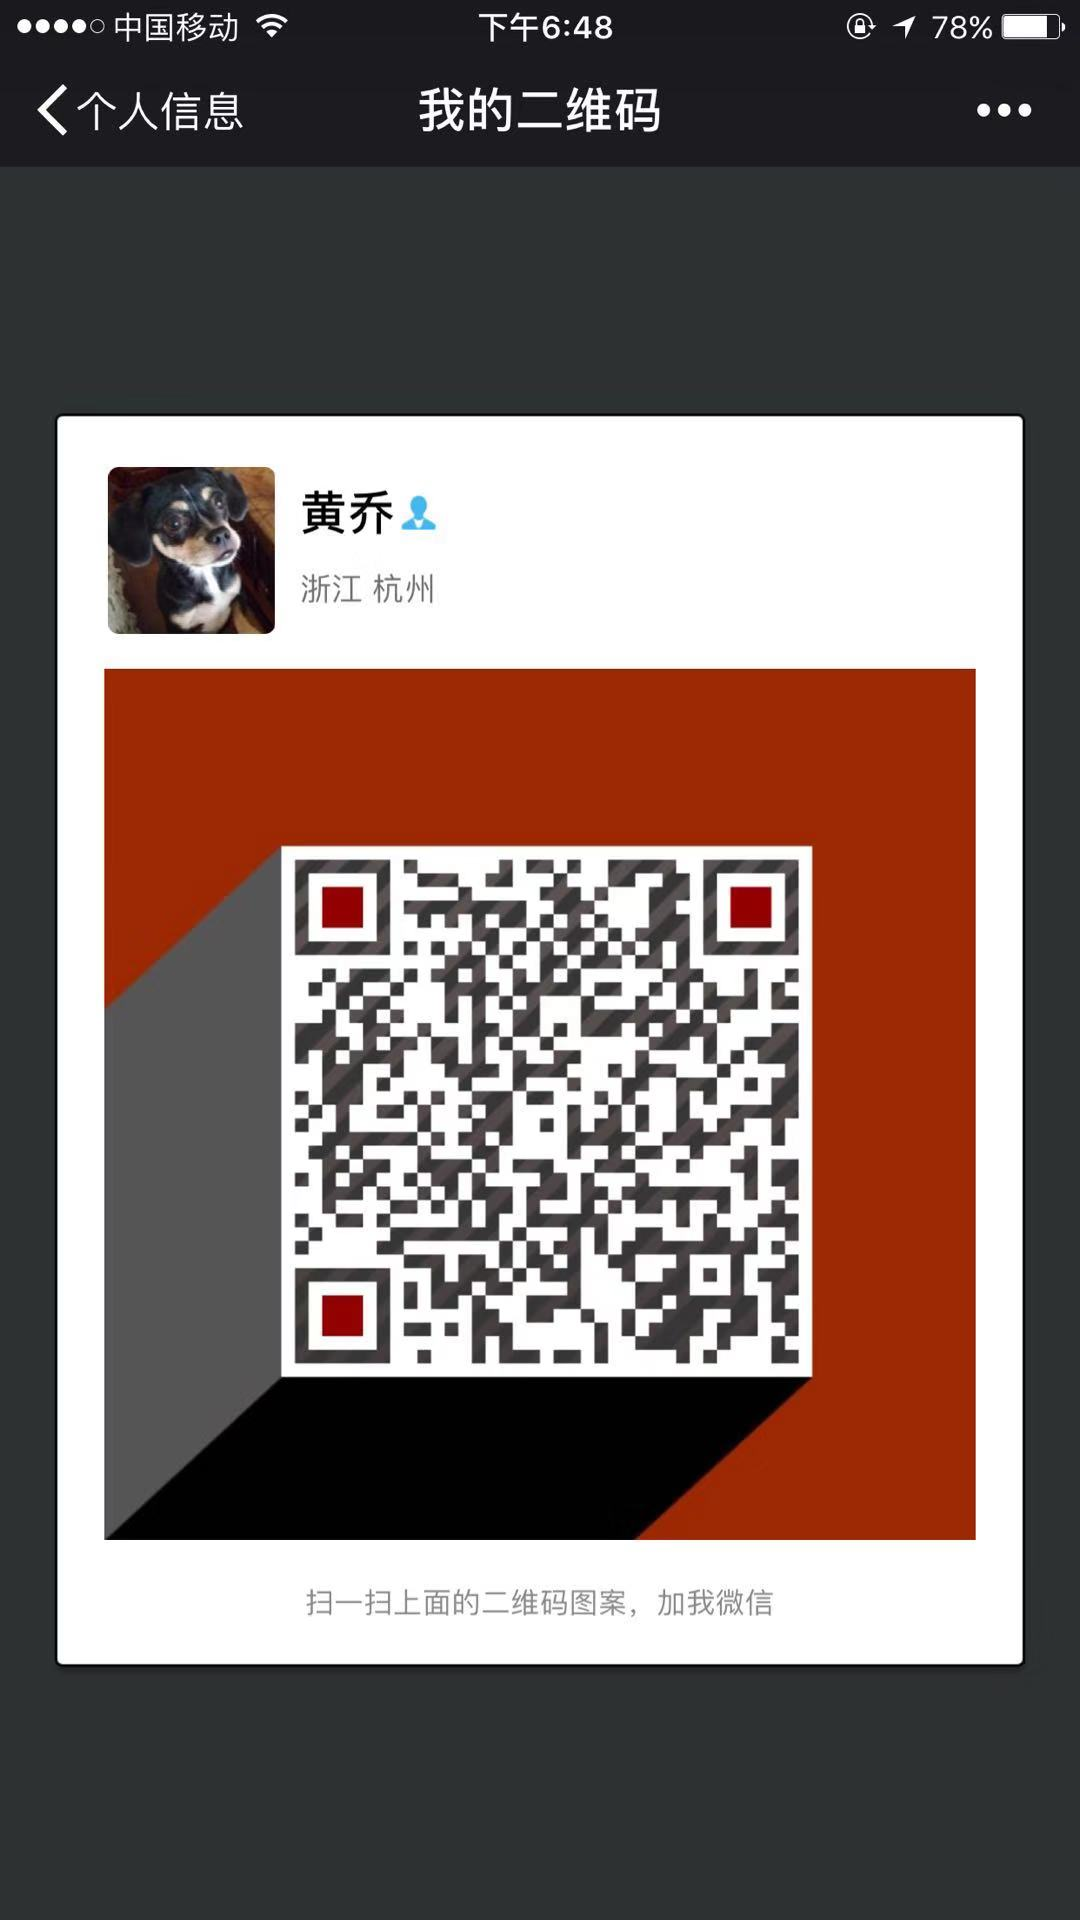 中国移动 下午6:48 78%
个人信息 我的二维码
黄乔
浙江 杭州
扫一扫上面的二维码图案，加我微信